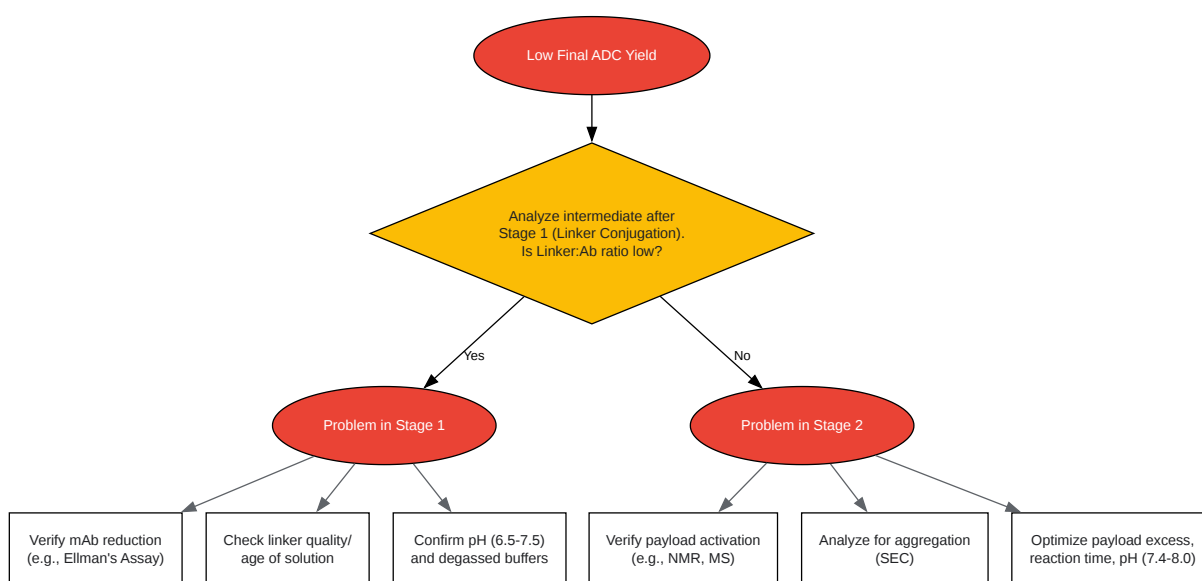 Low Final ADC Yield
Analyze intermediate after
Stage 1 (Linker Conjugation).
Is Linker:Ab ratio low?
Yes
No
Problem in Stage 1
Problem in Stage 2
Verify mAb reduction
(e.g., Ellman's Assay)
Check linker quality/
age of solution
Confirm pH (6.5-7.5)
and degassed buffers
Verify payload activation
(e.g., NMR, MS)
Analyze for aggregation
(SEC)
Optimize payload excess,
reaction time, pH (7.4-8.0)